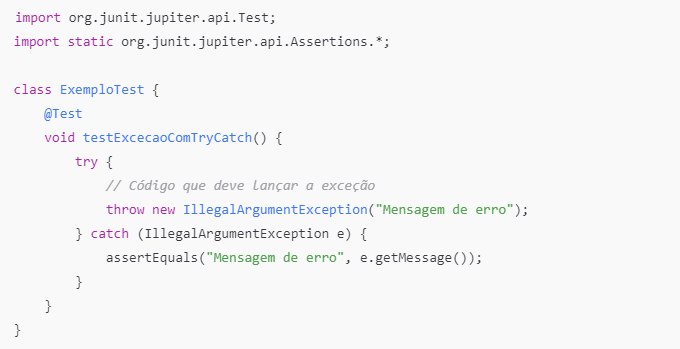 import org.junit.jupiter.api.Test;
import static org.junit.jupiter.api.Assertions.*;

class ExemploTest {
    @Test
    void testExcecaoComTryCatch() {
        try {
            // Código que deve lançar a exceção
            throw new IllegalArgumentException("Mensagem de erro");
        } catch (IllegalArgumentException e) {
            assertEquals("Mensagem de erro", e.getMessage());
        }
    }
}